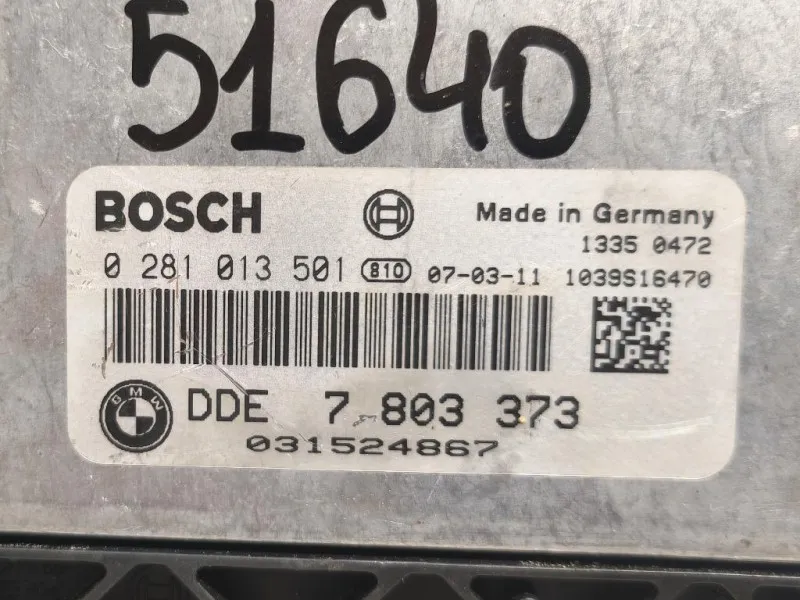 51640
BOSCH
Made in Germany
1335 0472
0 281 013 501 810 07-03-11 1039S16470
BMW DDE 7 803 373
031524867